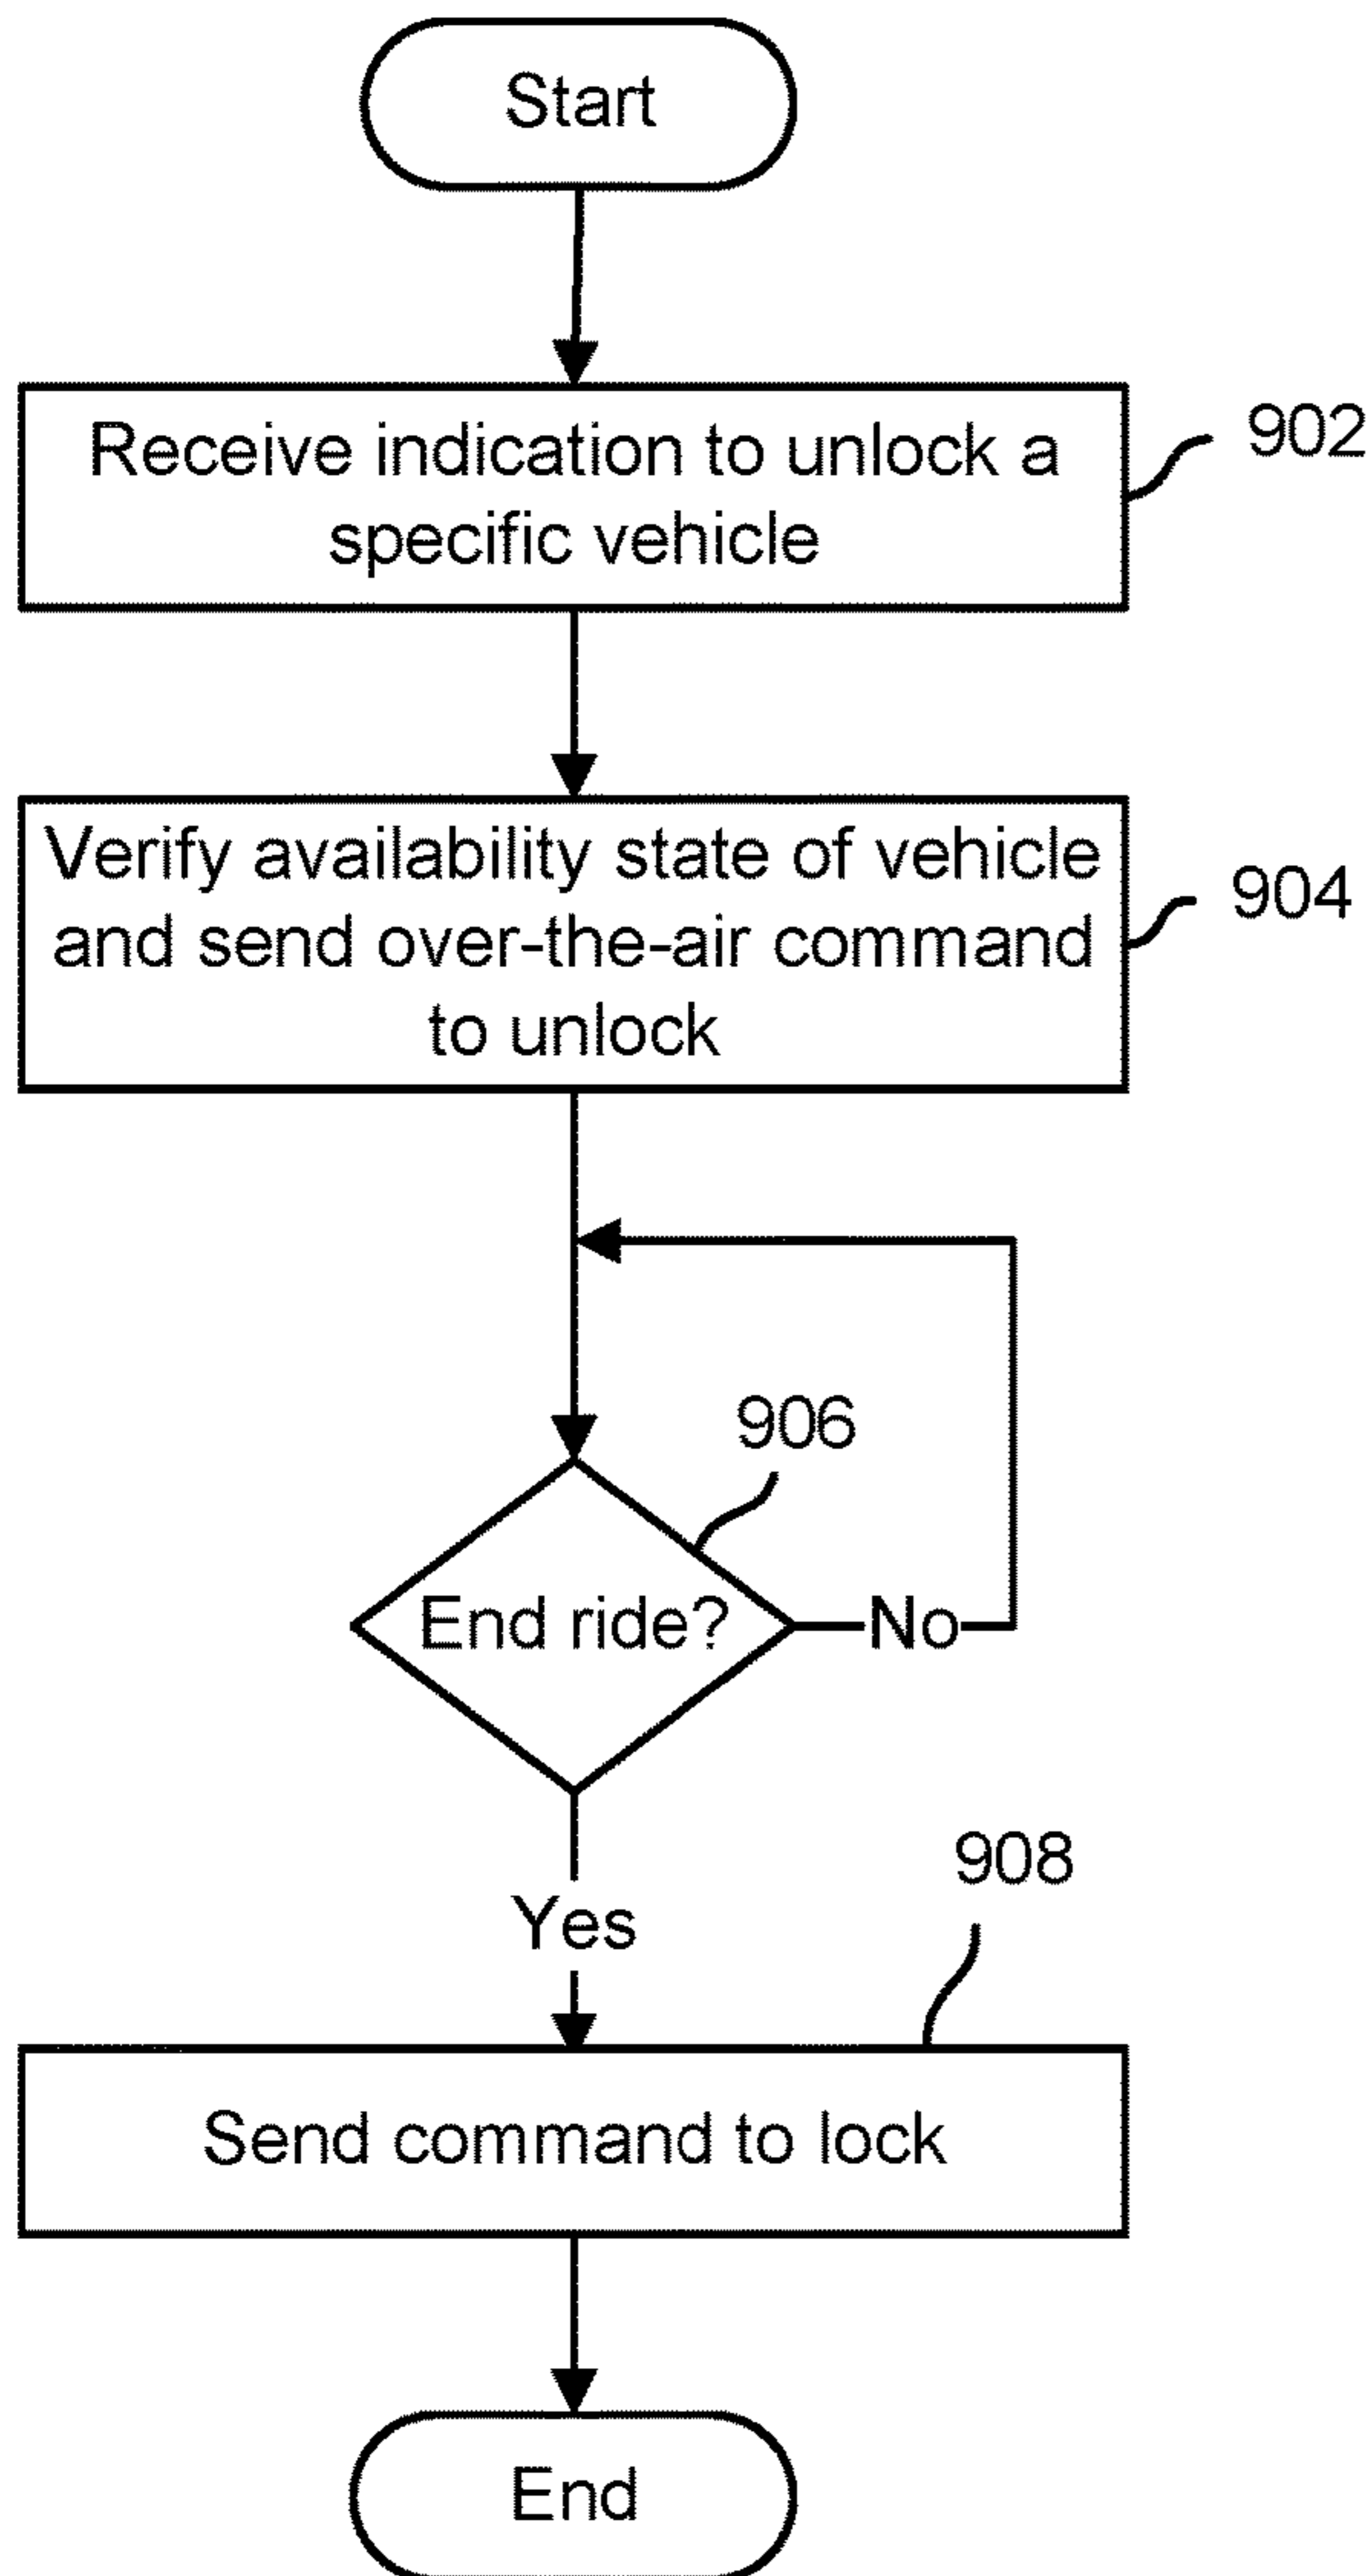 Start
Receive indication to unlock a
specific vehicle
902
Verify availability state of vehicle
and send over-the-air command
to unlock
904
906
End ride?
No
Yes
908
Send command to lock
End